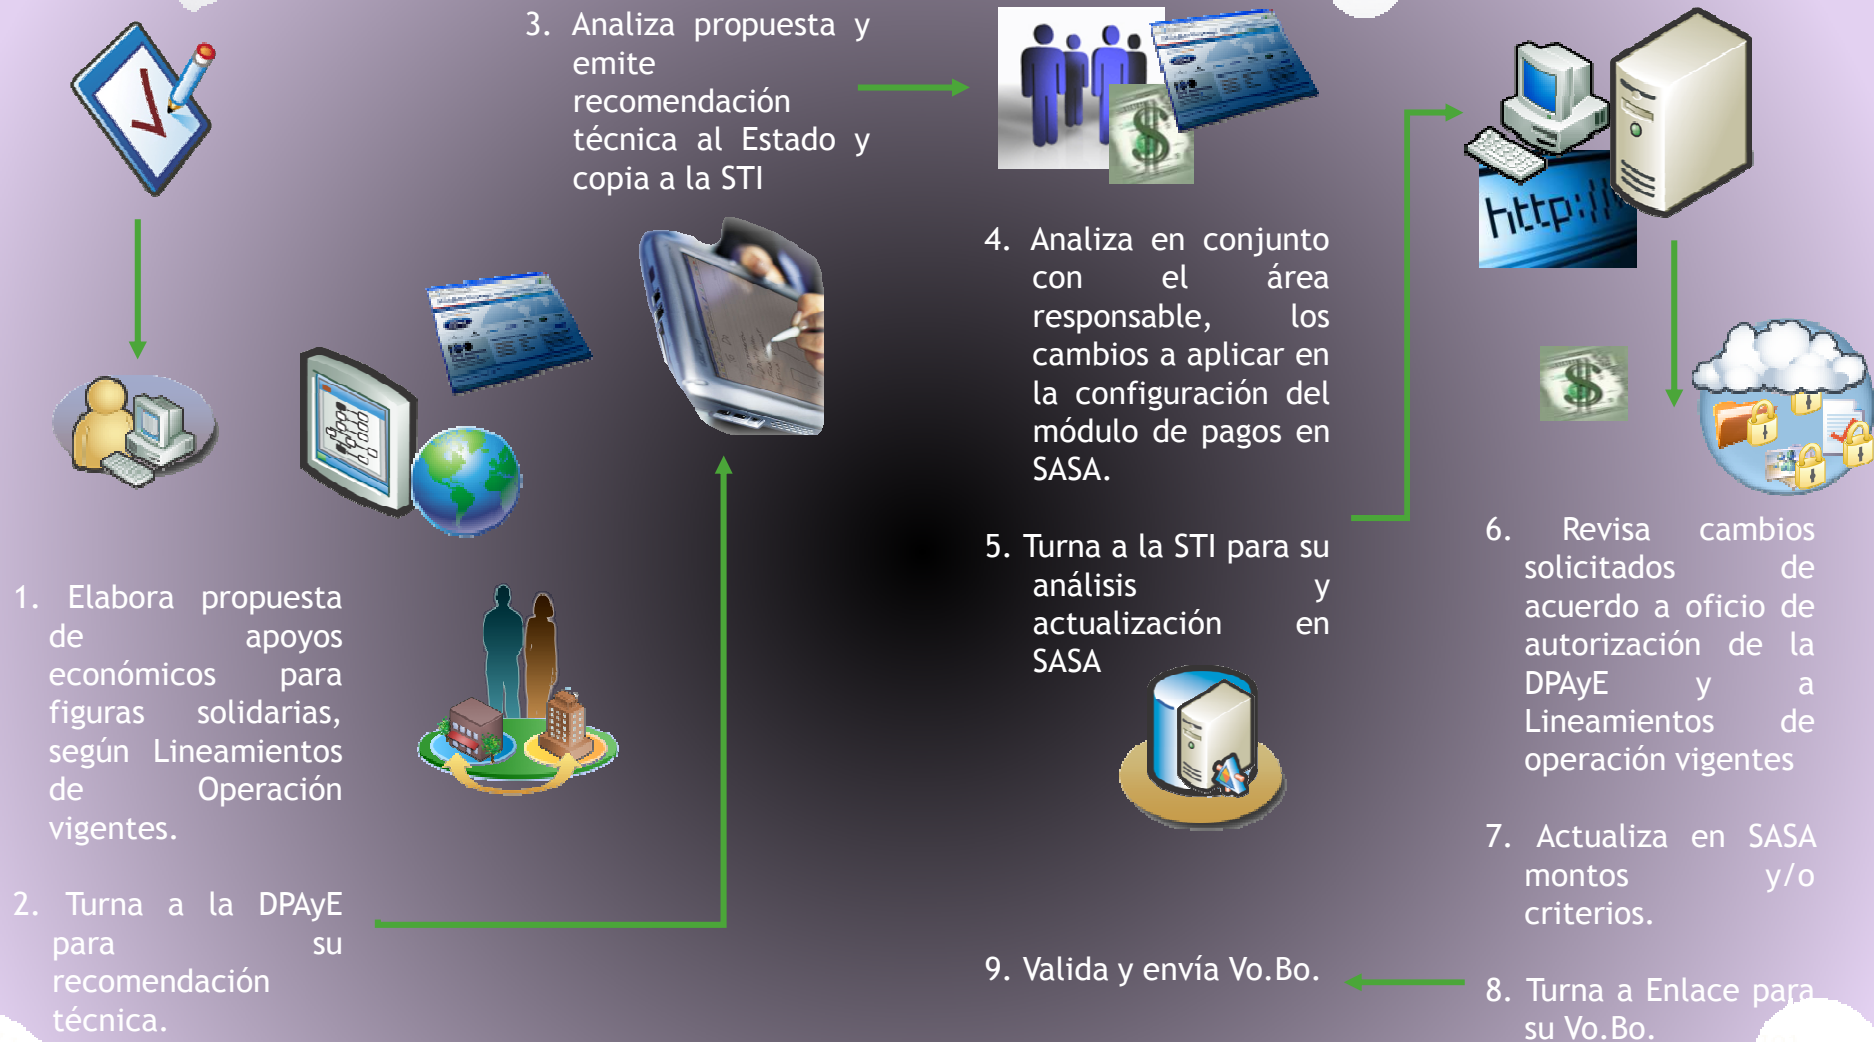 1. Elabora propuesta
de apoyos
económicos para
figuras solidarias,
según Lineamientos
de Operación
vigentes.
2. Turna a la DPAyE
para su
recomendación
técnica.
3. Analiza propuesta y
emite
recomendación
técnica al Estado y
copia a la STI
4. Analiza en conjunto
con el área
responsable, los
cambios a aplicar en
la configuración del
módulo de pagos en
SASA.
5. Turna a la STI para su
análisis y
actualización en
SASA
http://
6. Revisa cambios
solicitados de
acuerdo a oficio de
autorización de la
DPAyE y a
Lineamientos de
operación vigentes
7. Actualiza en SASA
montos y/o
criterios.
8. Turna a Enlace para
su Vo.Bo.
9. Valida y envía Vo.Bo.